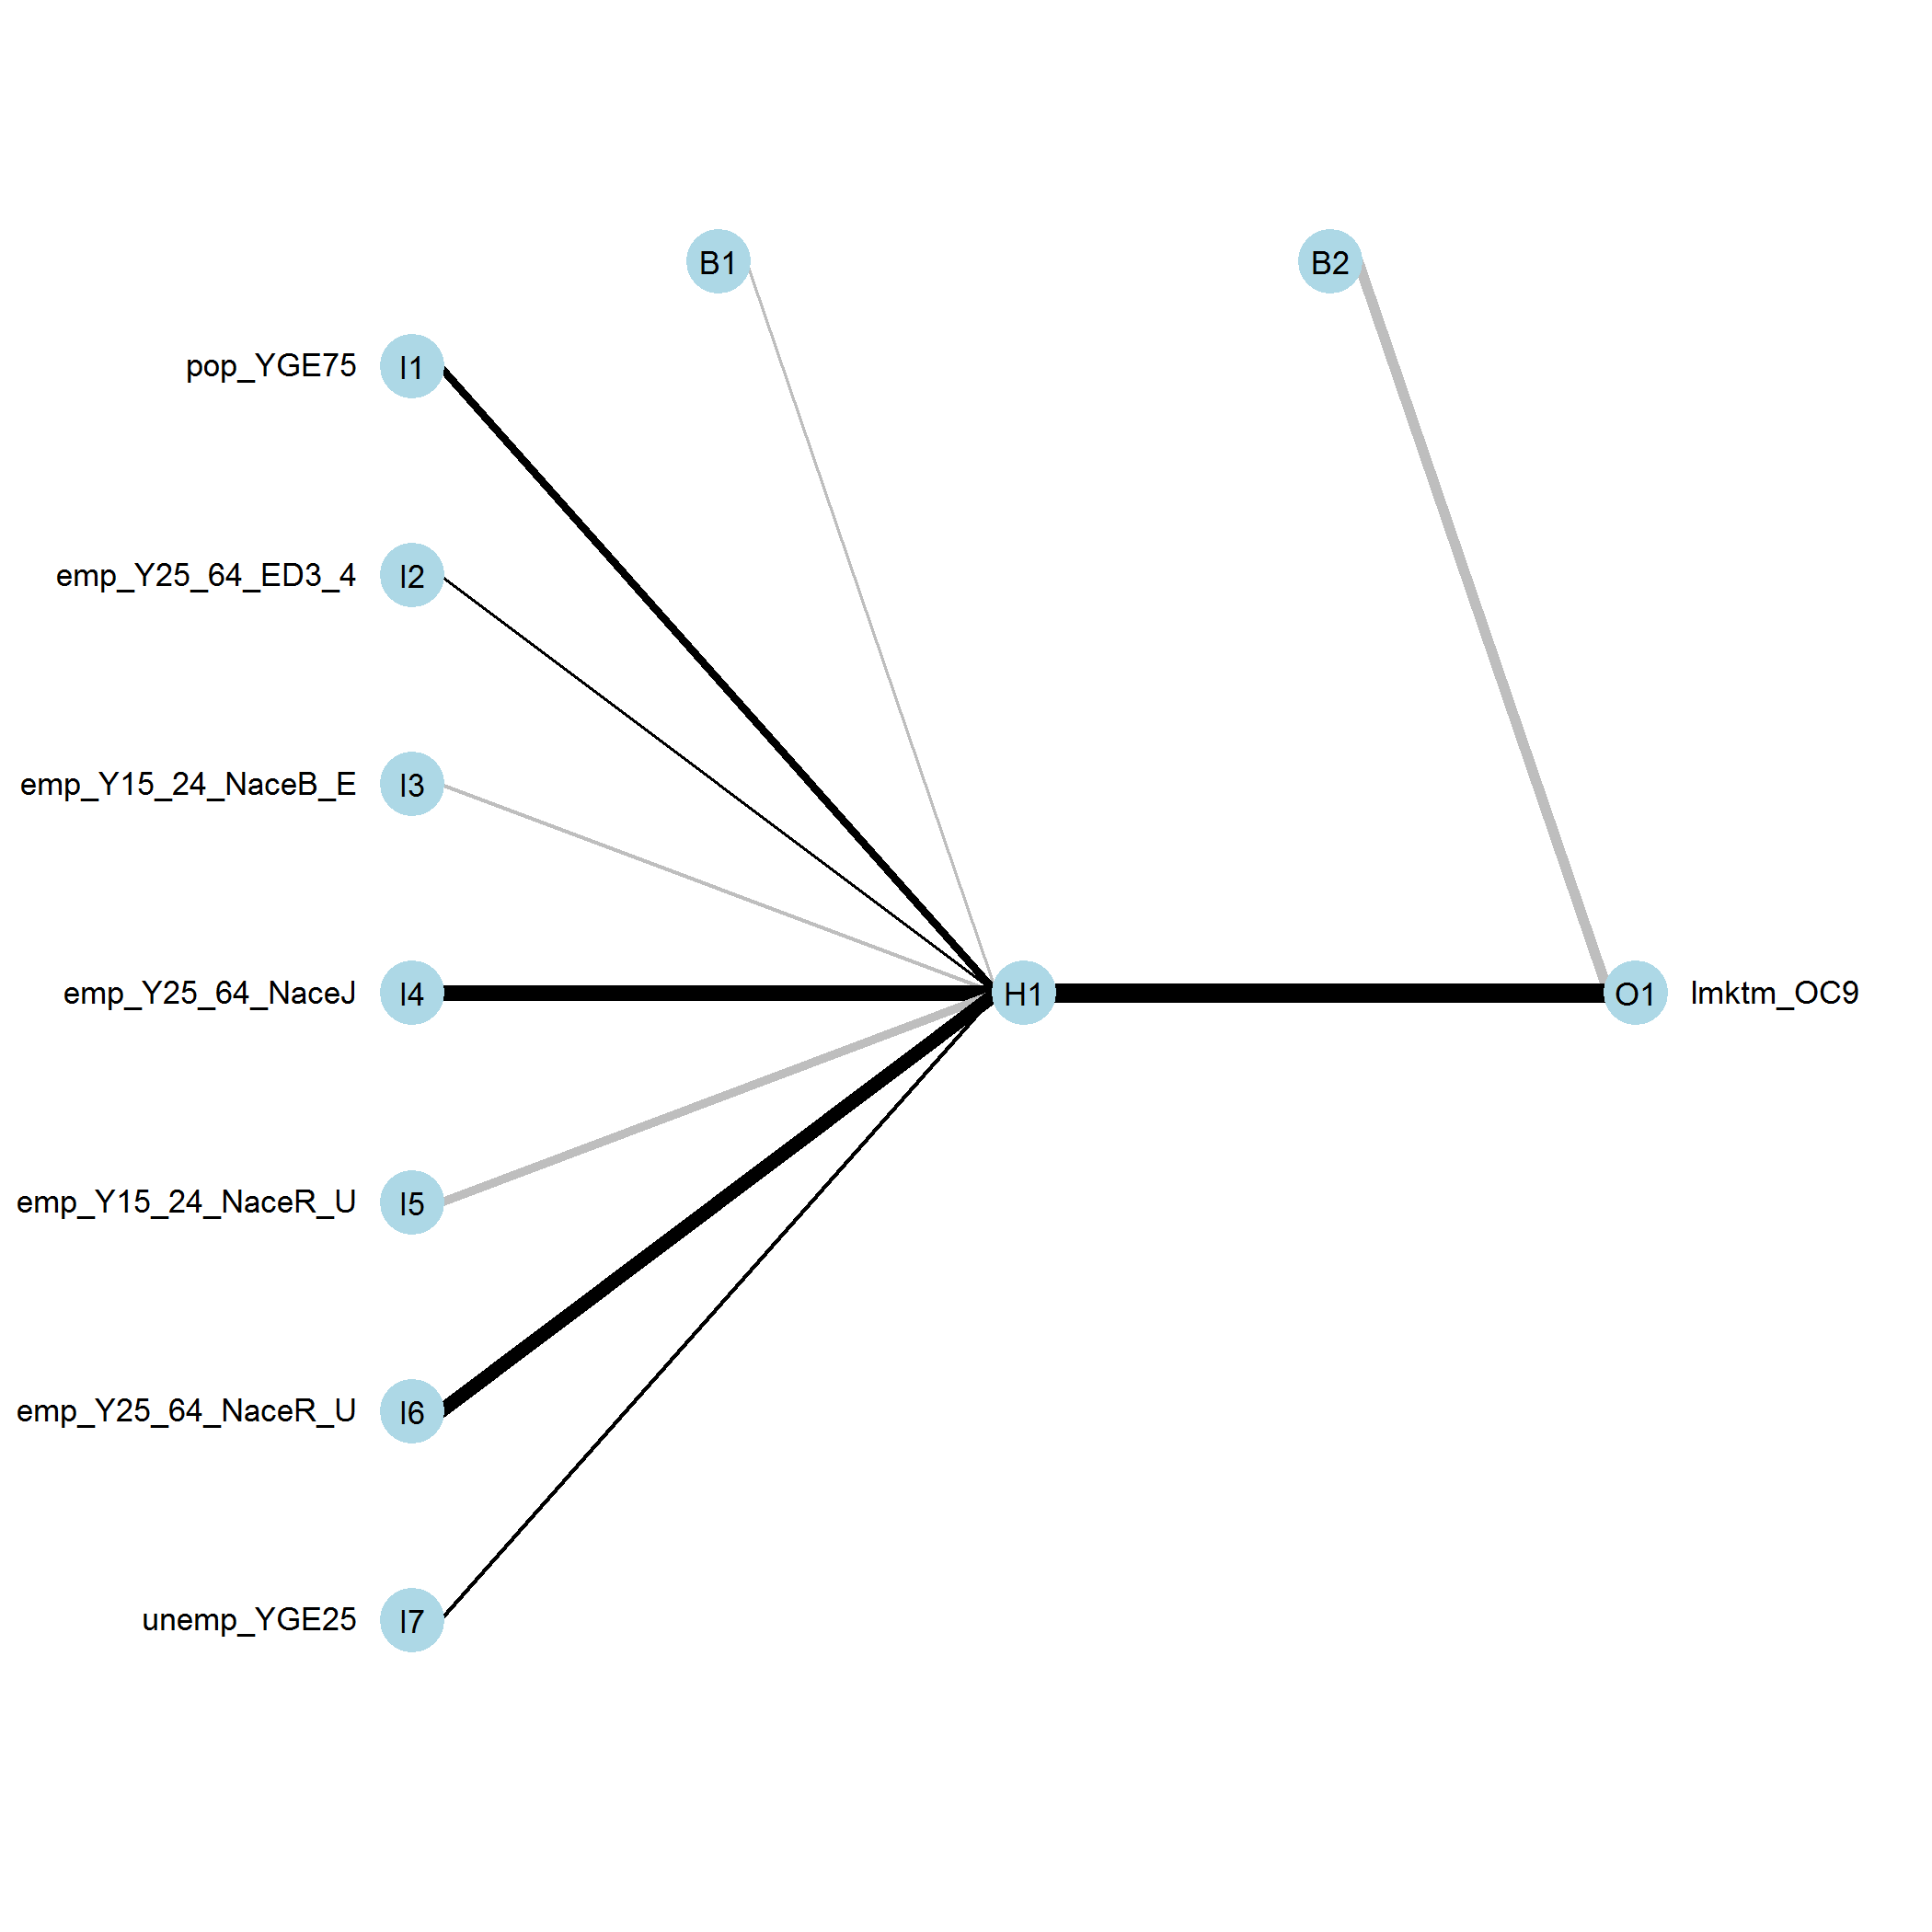 B1
B2
pop_YGE75 I1
emp_Y25_64_ED3_4 I2
emp_Y15_24_NaceB_E I3
emp_Y25_64_NaceJ I4 H1 O1 lmktm_OC9
emp_Y15_24_NaceR_U I5
emp_Y25_64_NaceR_U I6
unemp_YGE25 I7